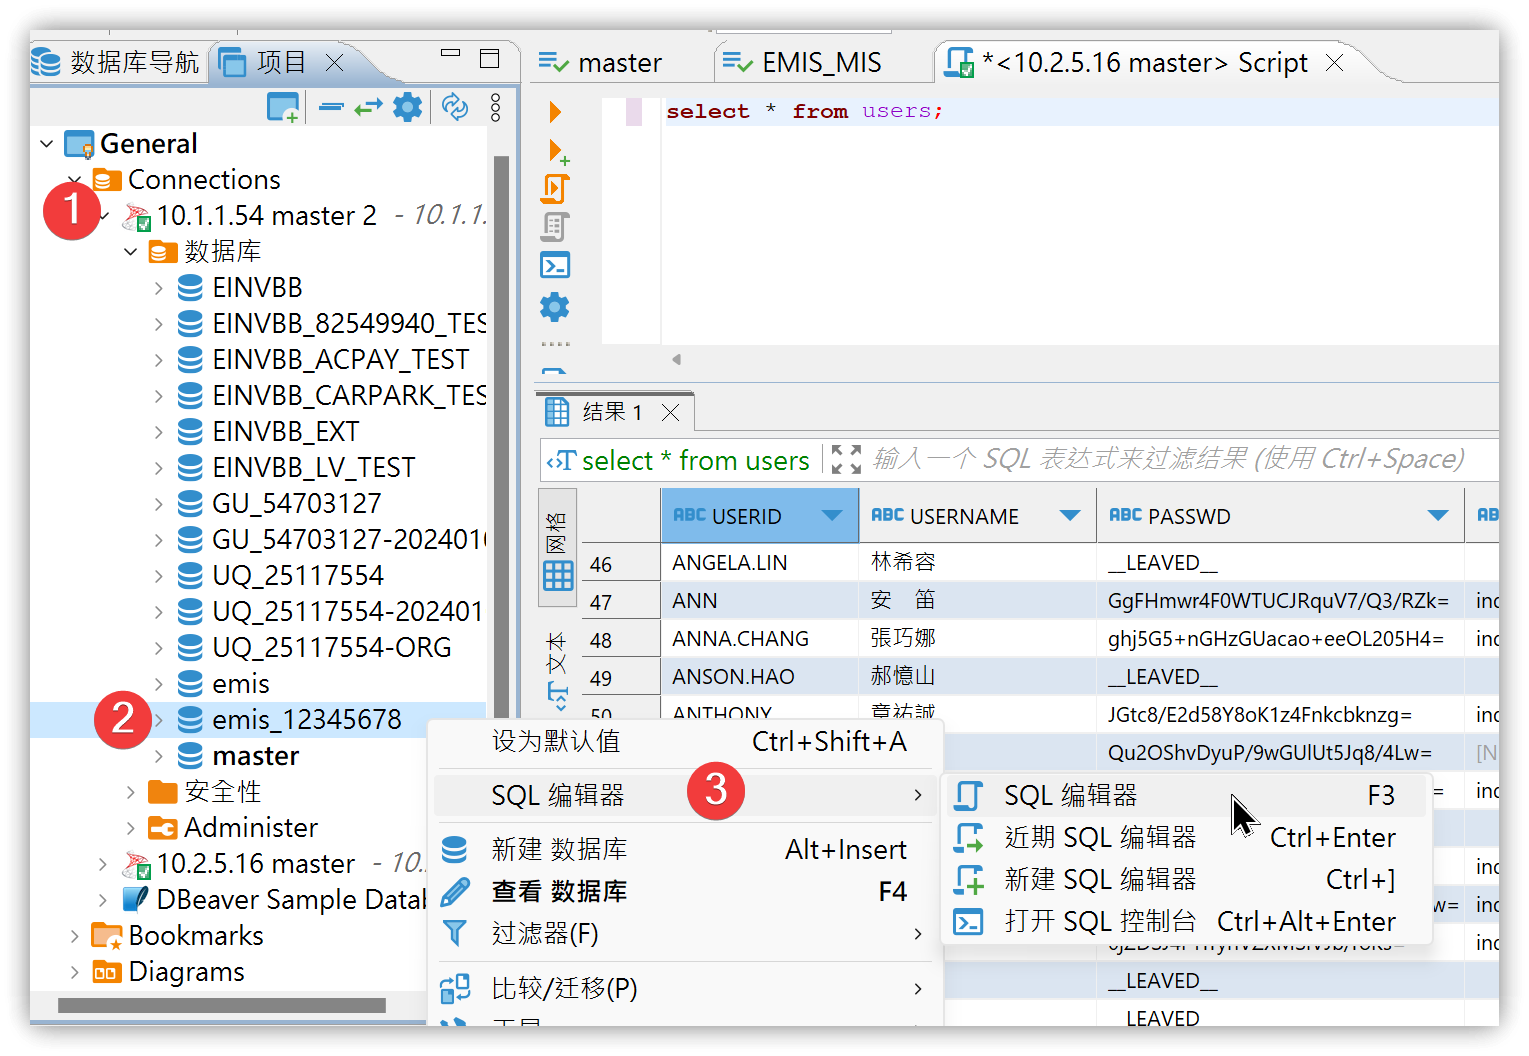 数据库导航
项目
General
Connections
1
10.1.1.54 master 2 - 10.1.1.
数据库
EINVBB
EINVBB_82549940_TES
EINVBB_ACPAY_TEST
EINVBB_CARPARK_TES
EINVBB_EXT
EINVBB_LV_TEST
GU_54703127
GU_54703127-2024010
UQ_25117554
UQ_25117554-202401
UQ_25117554-ORG
emis
2
emis_12345678
master
安全性
Administer
10.2.5.16 master - 10.
DBeaver Sample Datab
Bookmarks
Diagrams
master
EMIS_MIS
*<10.2.5.16 master> Script
select * from users;
结果 1
select * from users
输入一个 SQL 表达式来过滤结果 (使用 Ctrl+Space)
网格
文本
ABC USERID ABC USERNAME ABC PASSWD AB
46 ANGELA.LIN 林希容 __LEAVED__
47 ANN 安 笛 GgFHmwr4F0WTUCJRquV7/Q3/RZk= inc
48 ANNA.CHANG 張巧娜 ghj5G5+nGHzGUacao+eeOL205H4= inc
49 ANSON.HAO 郝憶山 __LEAVED__
50 ANTHONY 章祐誠 JGtc8/E2d58Y8oK1z4Fnkcbknzg= inc
Qu2OShvDyuP/9wGUlUt5Jq8/4Lw= [N
= inc
inc
w= inc
inc
__LEAVED__
LEAVED
设为默认值 Ctrl+Shift+A
SQL 编辑器
3
新建 数据库 Alt+Insert
查看 数据库 F4
过滤器(F)
比较/迁移(P)
工具
SQL 编辑器 F3
近期 SQL 编辑器 Ctrl+Enter
新建 SQL 编辑器 Ctrl+]
打开 SQL 控制台 Ctrl+Alt+Enter